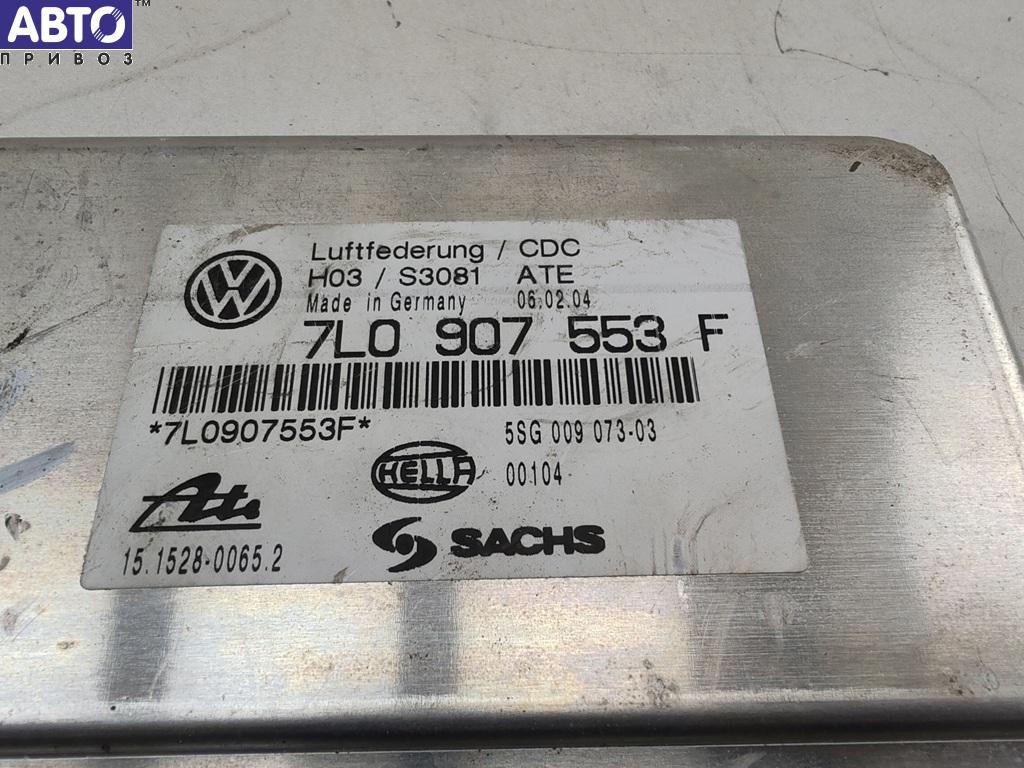 АВТО™
ПРИВОЗ
Luftfederung / CDC
H03 / S3081 ATE
Made in Germany 06.02.04
7L0 907 553 F
*7L0907553F*
5SG 009 073-03
HELLA
00104
Ate
SACHS
15.1528-0065.2